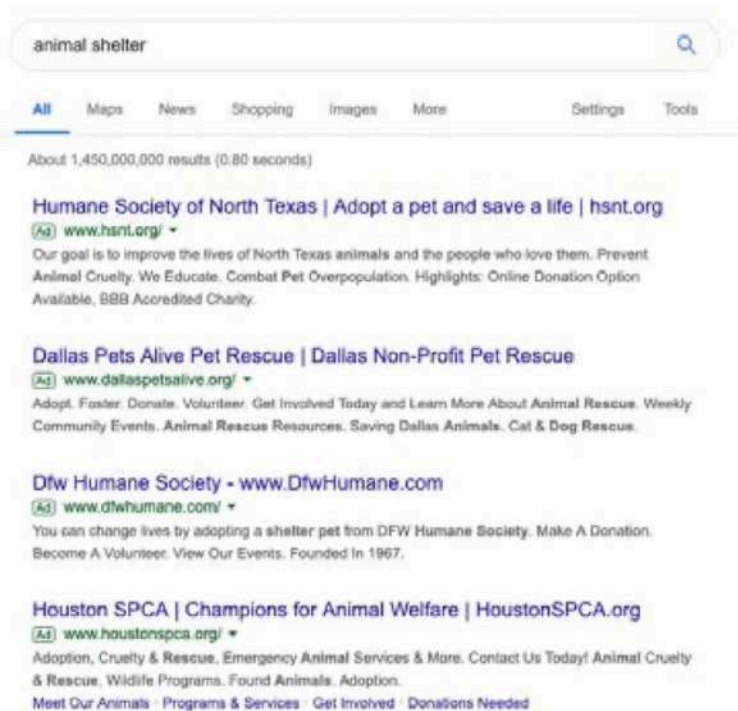 animal shelter
All Maps News Shopping Images More Settings Tools
About 1,450,000,000 results (0.80 seconds)
Humane Society of North Texas | Adopt a pet and save a life | hsnt.org
Ad www.hsnt.org/
Our goal is to improve the lives of North Texas animals and the people who love them. Prevent
Animal Cruelty. We Educate. Combat Pet Overpopulation. Highlights: Online Donation Option
Available, BBB Accredited Charity.
Dallas Pets Alive Pet Rescue | Dallas Non-Profit Pet Rescue
Ad www.dallaspetsalive.org/
Adopt. Foster. Donate. Volunteer. Get Involved Today and Learn More About Animal Rescue. Weekly
Community Events. Animal Rescue Resources. Saving Dallas Animals. Cat & Dog Rescue.
Dfw Humane Society - www.DfwHumane.com
Ad www.dfwhumane.com/
You can change lives by adopting a shelter pet from DFW Humane Society. Make A Donation.
Become A Volunteer. View Our Events. Founded In 1967.
Houston SPCA | Champions for Animal Welfare | HoustonSPCA.org
Ad www.houstonspca.org/
Adoption, Cruelty & Rescue, Emergency Animal Services & More. Contact Us Today! Animal Cruelty
& Rescue. Wildlife Programs. Found Animals. Adoption.
Meet Our Animals · Programs & Services · Get Involved · Donations Needed